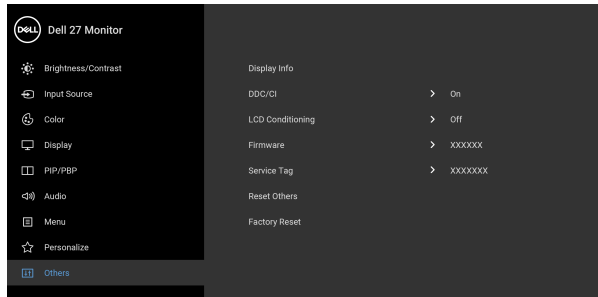 DELL Dell 27 Monitor
Brightness/Contrast
Display Info
Input Source
DDC/CI > On
Color
LCD Conditioning > Off
Display
Firmware > XXXXXX
PIP/PBP
Service Tag > XXXXXXX
Audio
Reset Others
Menu
Factory Reset
Personalize
Others